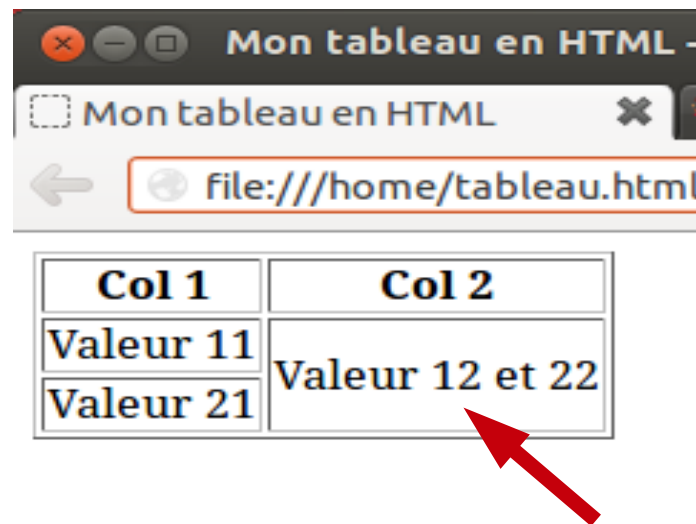 Mon tableau en HTML -
Mon tableau en HTML
file:///home/tableau.html
Col 1 Col 2
Valeur 11
Valeur 12 et 22
Valeur 21